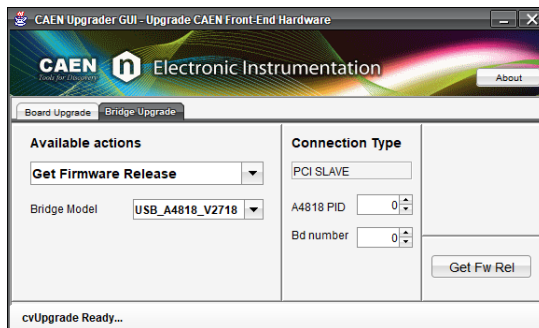 CAEN Upgrader GUI - Upgrade CAEN Front-End Hardware
CAEN n Electronic Instrumentation
Tools for Discovery
About
Board Upgrade Bridge Upgrade
Available actions
Get Firmware Release
Bridge Model USB_A4818_V2718
Connection Type
PCI SLAVE
A4818 PID 0
Bd number 0
Get Fw Rel
cvUpgrade Ready...